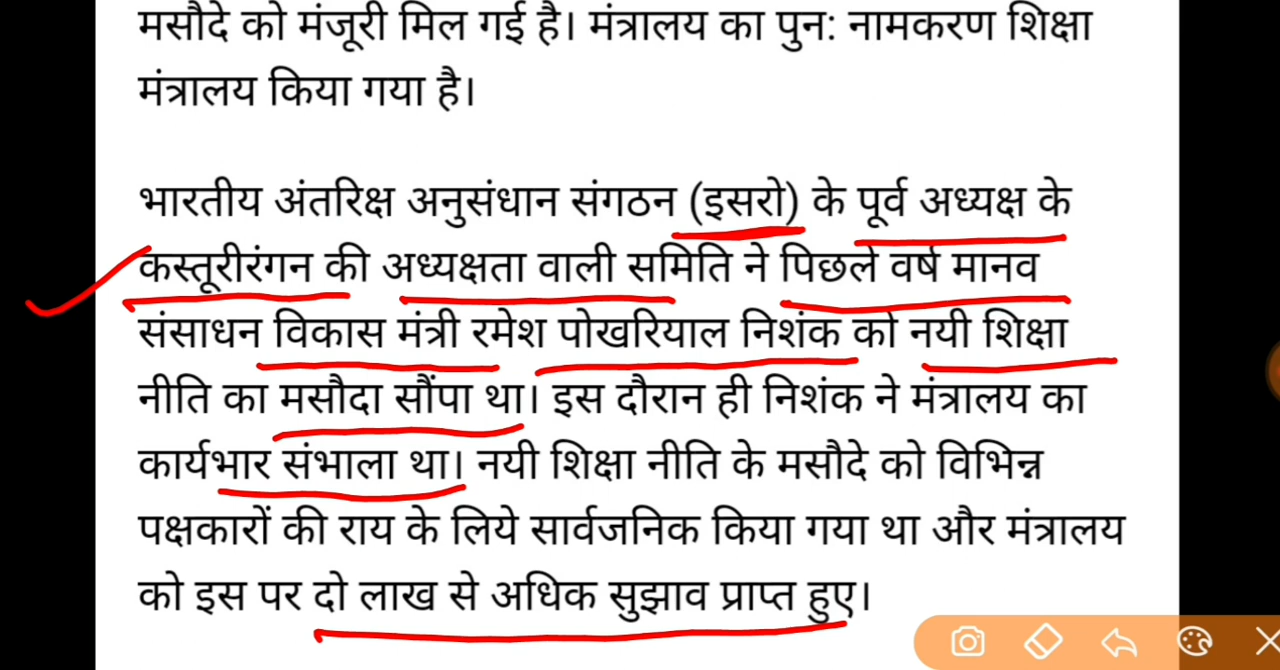 मसौदे को मंजूरी मिल गई है। मंत्रालय का पुन: नामकरण शिक्षा
मंत्रालय किया गया है।
भारतीय अंतरिक्ष अनुसंधान संगठन (इसरो) के पूर्व अध्यक्ष के
कस्तूरीरंगन की अध्यक्षता वाली समिति ने पिछले वर्ष मानव
संसाधन विकास मंत्री रमेश पोखरियाल निशंक को नयी शिक्षा
नीति का मसौदा सौंपा था। इस दौरान ही निशंक ने मंत्रालय का
कार्यभार संभाला था। नयी शिक्षा नीति के मसौदे को विभिन्न
पक्षकारों की राय के लिये सार्वजनिक किया गया था और मंत्रालय
को इस पर दो लाख से अधिक सुझाव प्राप्त हुए।